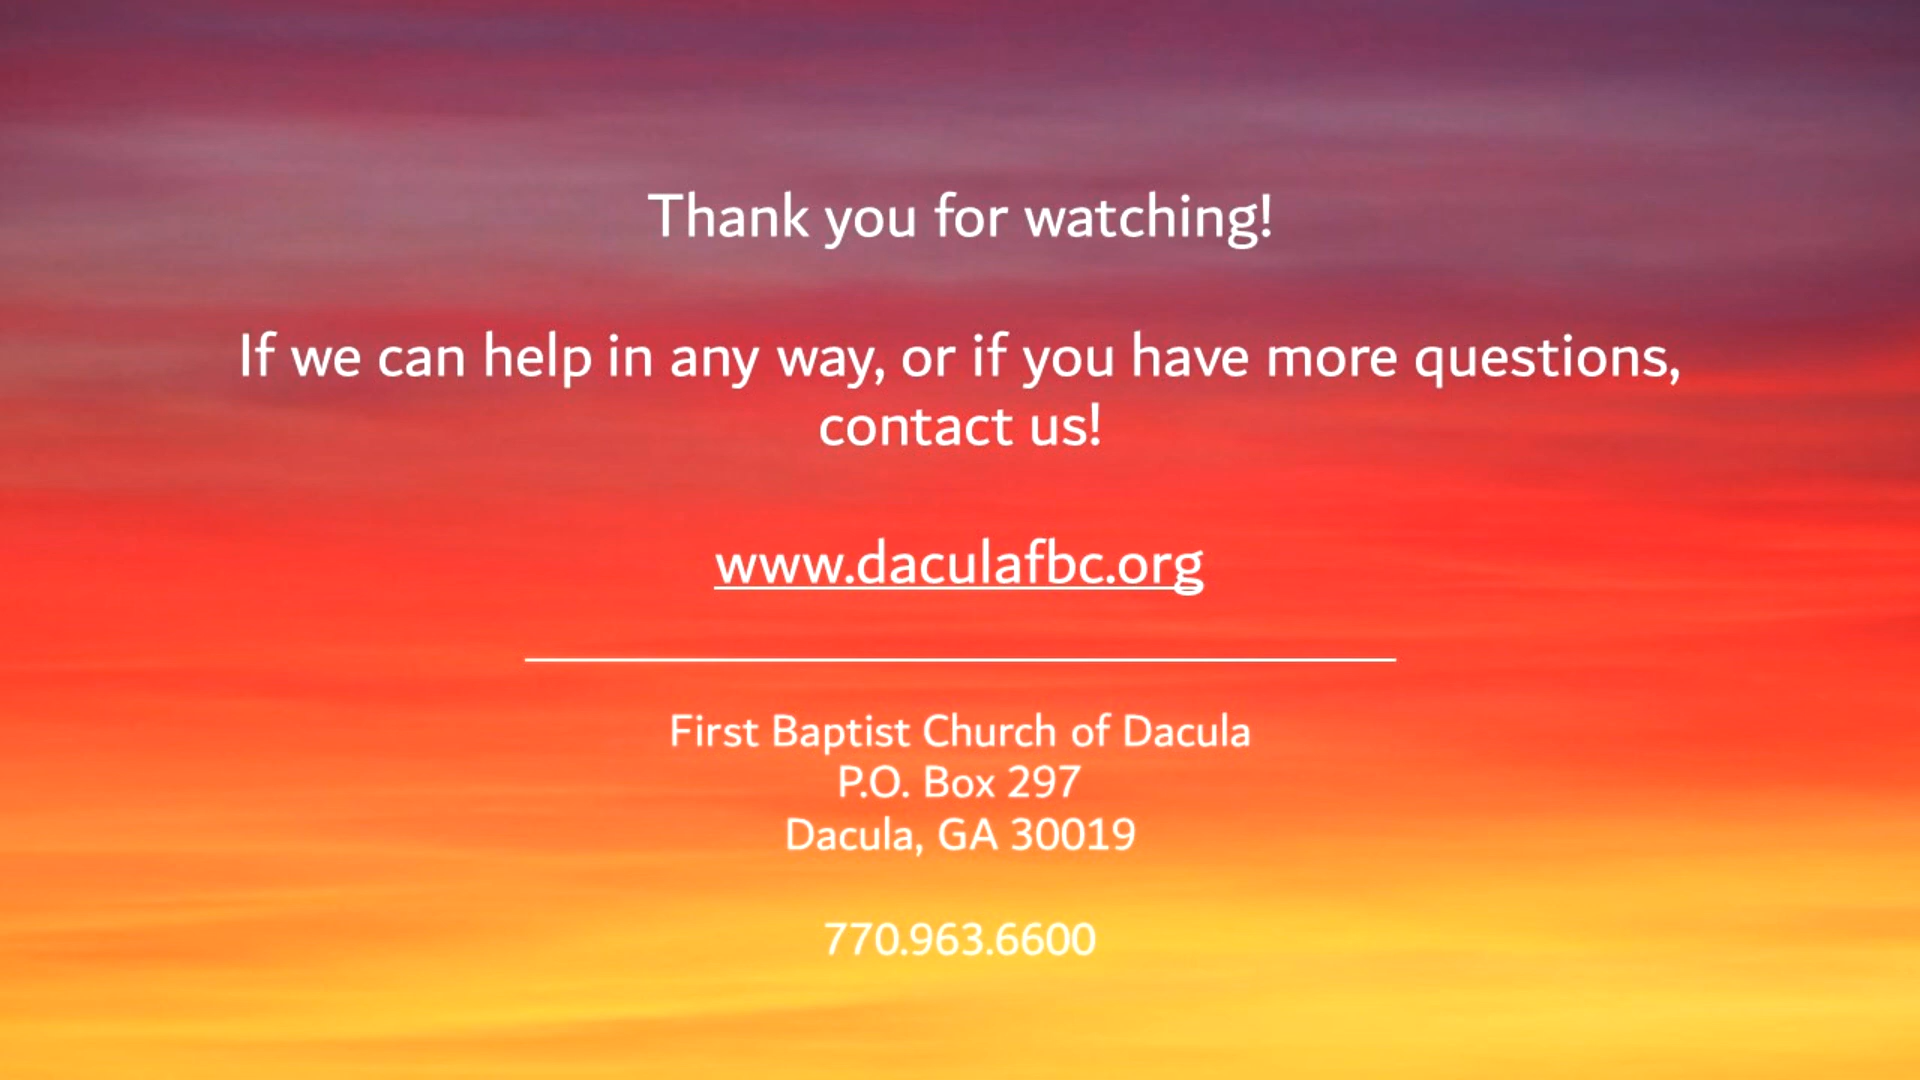 Thank you for watching!
If we can help in any way, or if you have more questions,
contact us!
www.daculafbc.org
First Baptist Church of Dacula
P.O. Box 297
Dacula, GA 30019
770.963.6600